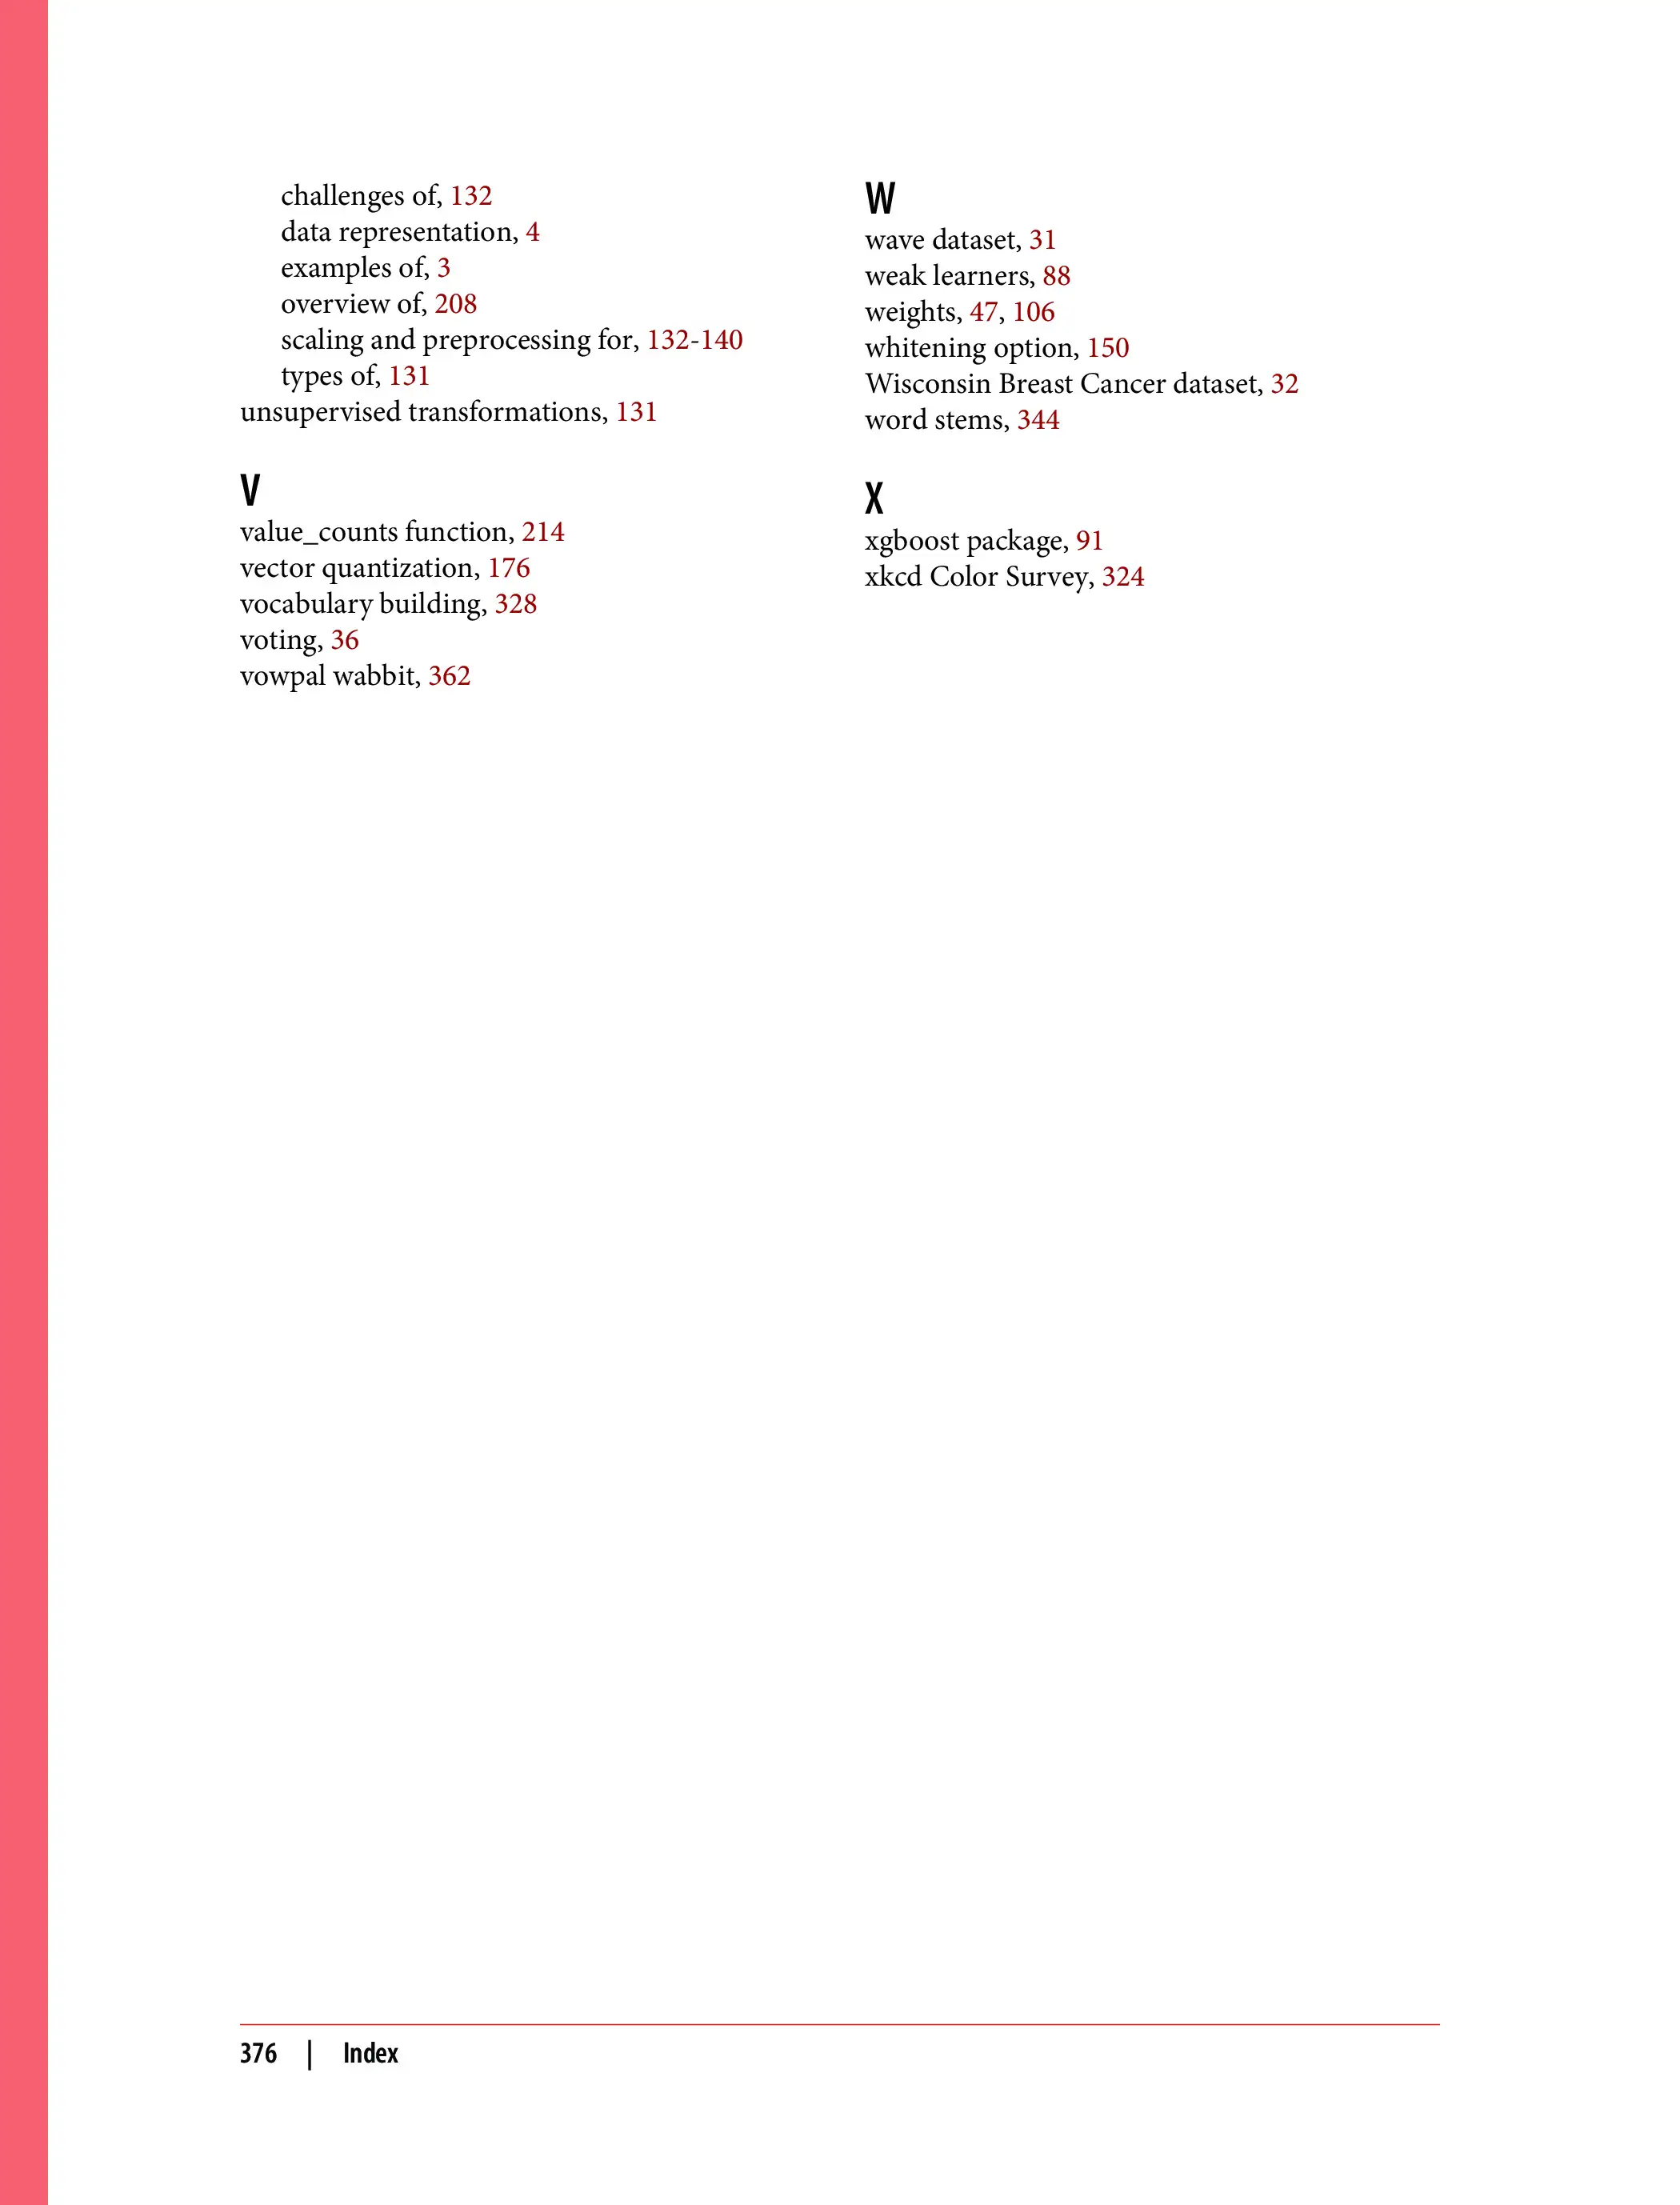 challenges of, 132
data representation, 4
examples of, 3
overview of, 208
scaling and preprocessing for, 132-140
types of, 131
unsupervised transformations, 131
V
value_counts function, 214
vector quantization, 176
vocabulary building, 328
voting, 36
vowpal wabbit, 362
W
wave dataset, 31
weak learners, 88
weights, 47, 106
whitening option, 150
Wisconsin Breast Cancer dataset, 32
word stems, 344
X
xgboost package, 91
xkcd Color Survey, 324
376 | Index